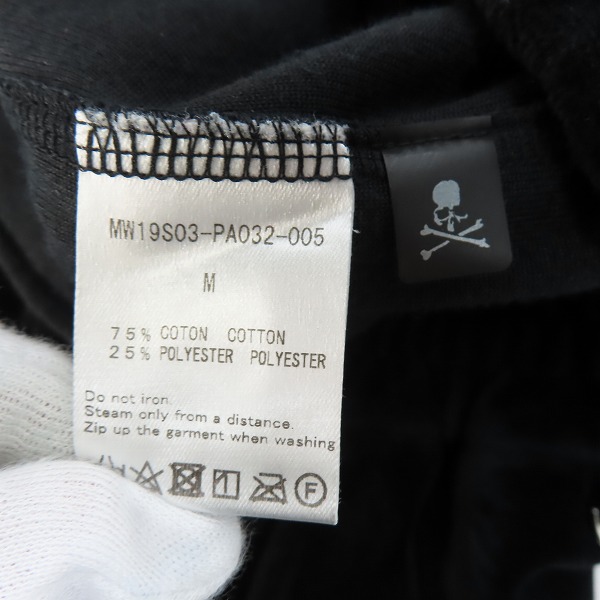 MW19S03-PA032-005
M
75% COTON COTTON
25% POLYESTER POLYESTER
Do not iron.
Steam only from a distance.
Zip up the garment when washing
F